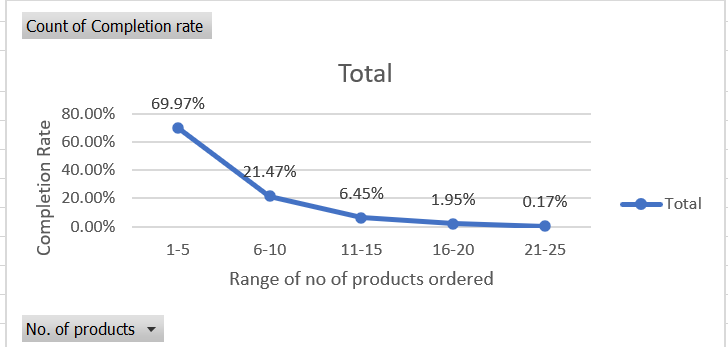 Count of Completion rate
Total
Completion Rate
80.00%
60.00%
40.00%
20.00%
0.00%
69.97%
21.47%
6.45%
1.95%
0.17%
1-5
6-10
11-15
16-20
21-25
Range of no of products ordered
Total
No. of products